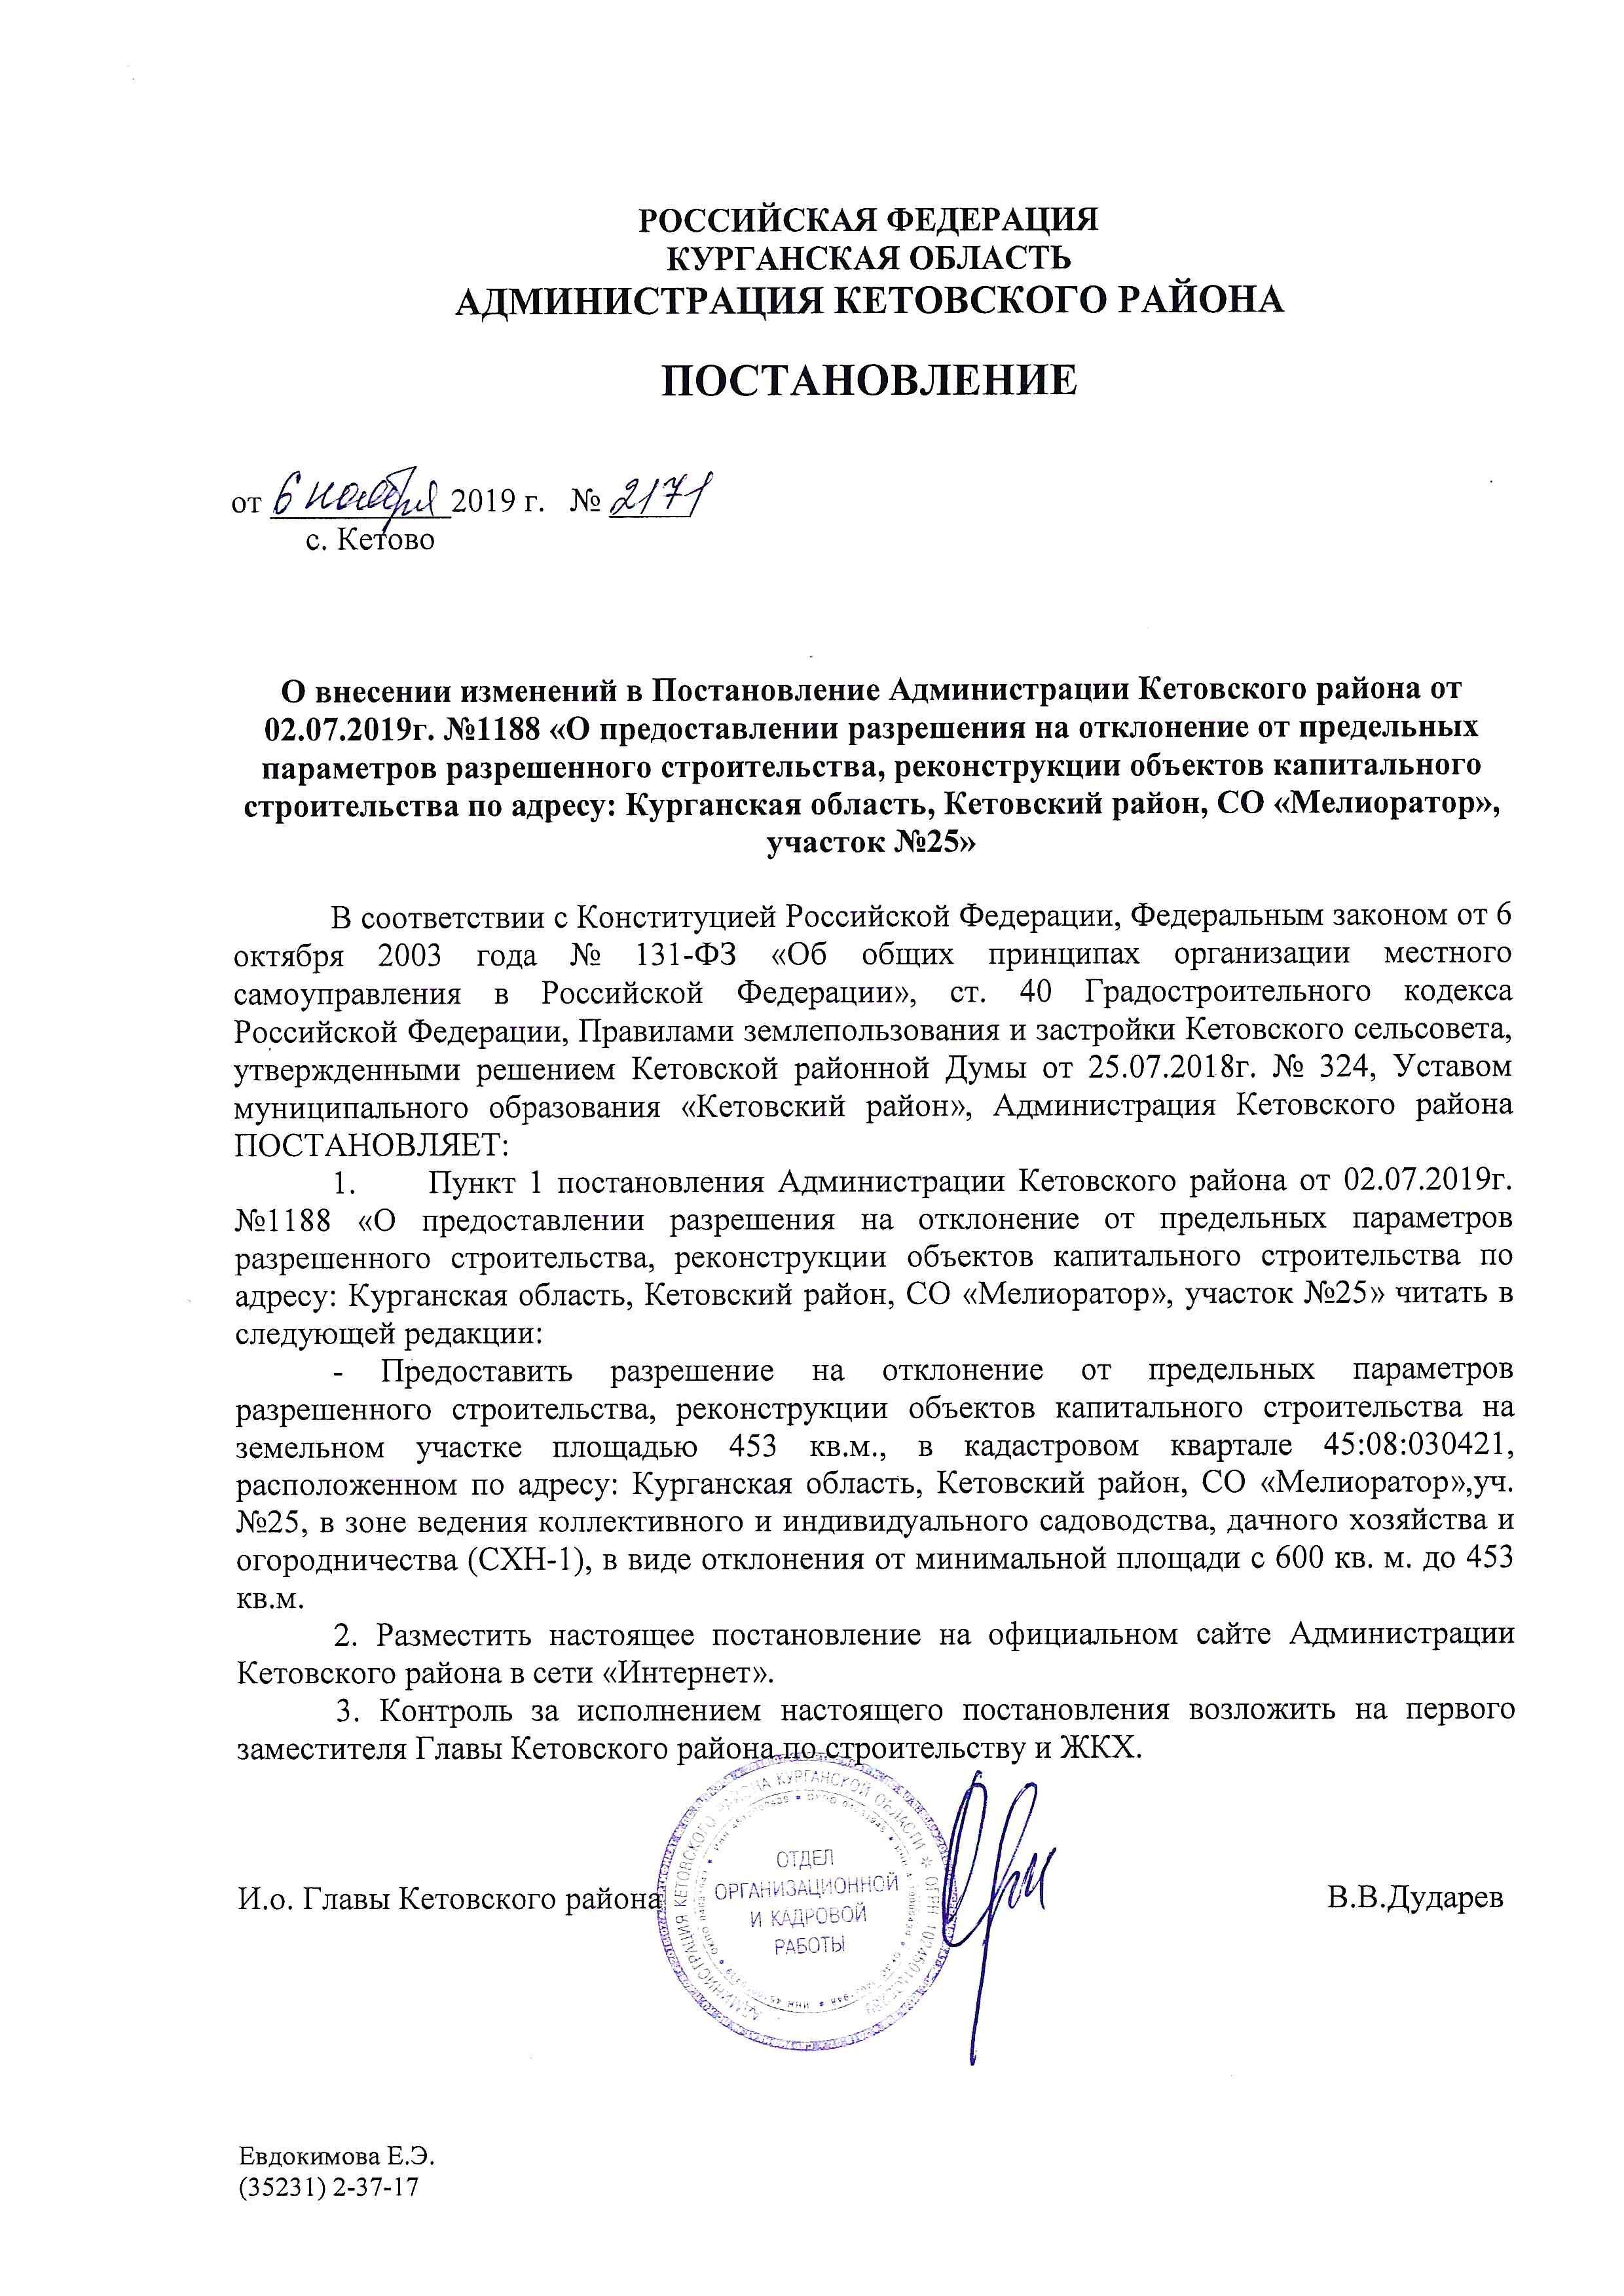 РОССИЙСКАЯ ФЕДЕРАЦИЯ
КУРГАНСКАЯ ОБЛАСТЬ
АДМИНИСТРАЦИЯ КЕТОВСКОГО РАЙОНА
ПОСТАНОВЛЕНИЕ
от 6 ноября 2019 г. № 2171
с. Кетово
О внесении изменений в Постановление Администрации Кетовского района от
02.07.2019г. №1188 «О предоставлении разрешения на отклонение от предельных
параметров разрешенного строительства, реконструкции объектов капитального
строительства по адресу: Курганская область, Кетовский район, СО «Мелиоратор»,
участок №25»
В соответствии с Конституцией Российской Федерации, Федеральным законом от 6
октября 2003 года № 131-ФЗ «Об общих принципах организации местного
самоуправления в Российской Федерации», ст. 40 Градостроительного кодекса
Российской Федерации, Правилами землепользования и застройки Кетовского сельсовета,
утвержденными решением Кетовской районной Думы от 25.07.2018г. № 324, Уставом
муниципального образования «Кетовский район», Администрация Кетовского района
ПОСТАНОВЛЯЕТ:
1. Пункт 1 постановления Администрации Кетовского района от 02.07.2019г.
№1188 «О предоставлении разрешения на отклонение от предельных параметров
разрешенного строительства, реконструкции объектов капитального строительства по
адресу: Курганская область, Кетовский район, СО «Мелиоратор», участок №25» читать в
следующей редакции:
- Предоставить разрешение на отклонение от предельных параметров
разрешенного строительства, реконструкции объектов капитального строительства на
земельном участке площадью 453 кв.м., в кадастровом квартале 45:08:030421,
расположенном по адресу: Курганская область, Кетовский район, СО «Мелиоратор»,уч.
№25, в зоне ведения коллективного и индивидуального садоводства, дачного хозяйства и
огородничества (СХН-1), в виде отклонения от минимальной площади с 600 кв. м. до 453
кв.м.
2. Разместить настоящее постановление на официальном сайте Администрации
Кетовского района в сети «Интернет».
3. Контроль за исполнением настоящего постановления возложить на первого
заместителя Главы Кетовского района по строительству и ЖКХ.
АДМИНИСТРАЦИЯ КЕТОВСКОГО РАЙОНА КУРГАНСКОЙ ОБЛАСТИ
ОТДЕЛ
ОРГАНИЗАЦИОННОЙ
И КАДРОВОЙ
РАБОТЫ
И.о. Главы Кетовского района В.В.Дударев
Евдокимова Е.Э.
(35231) 2-37-17